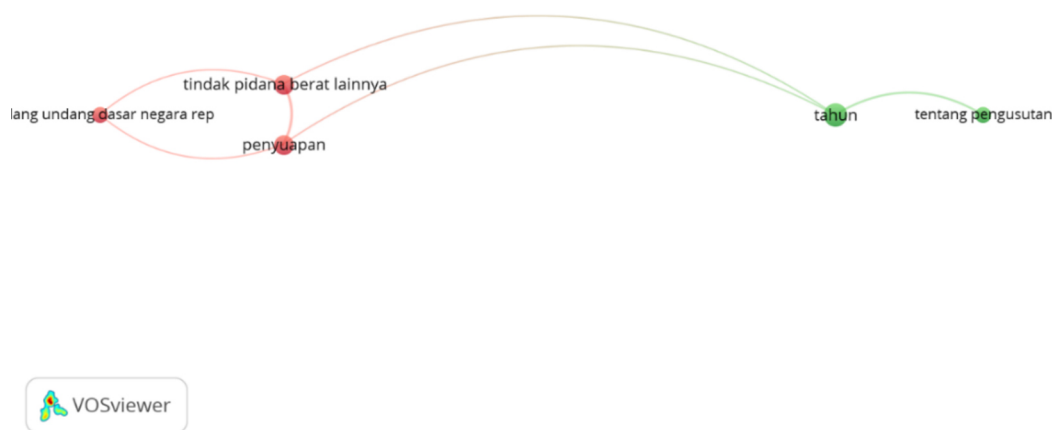 tindak pidana berat lainnya
lang undang dasar negara rep
penyuapan
tahun
tentang pengusutan
VOSviewer